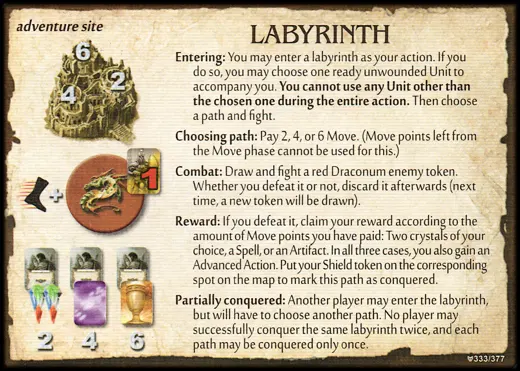 adventure site
LABYRINTH
6
2
4
Entering: You may enter a labyrinth as your action. If you
do so, you may choose one ready unwounded Unit to
accompany you. You cannot use any Unit other than
the chosen one during the entire action. Then choose
a path and fight.
Choosing path: Pay 2, 4, or 6 Move. (Move points left from
the Move phase cannot be used for this.)
+
1
Combat: Draw and fight a red Draconum enemy token.
Whether you defeat it or not, discard it afterwards (next
time, a new token will be drawn).
Reward: If you defeat it, claim your reward according to the
amount of Move points you have paid: Two crystals of your
choice, a Spell, or an Artifact. In all three cases, you also gain an
Advanced Action. Put your Shield token on the corresponding
spot on the map to mark this path as conquered.
Partially conquered: Another player may enter the labyrinth,
but will have to choose another path. No player may
successfully conquer the same labyrinth twice, and each
path may be conquered only once.
2 4 6
333/377